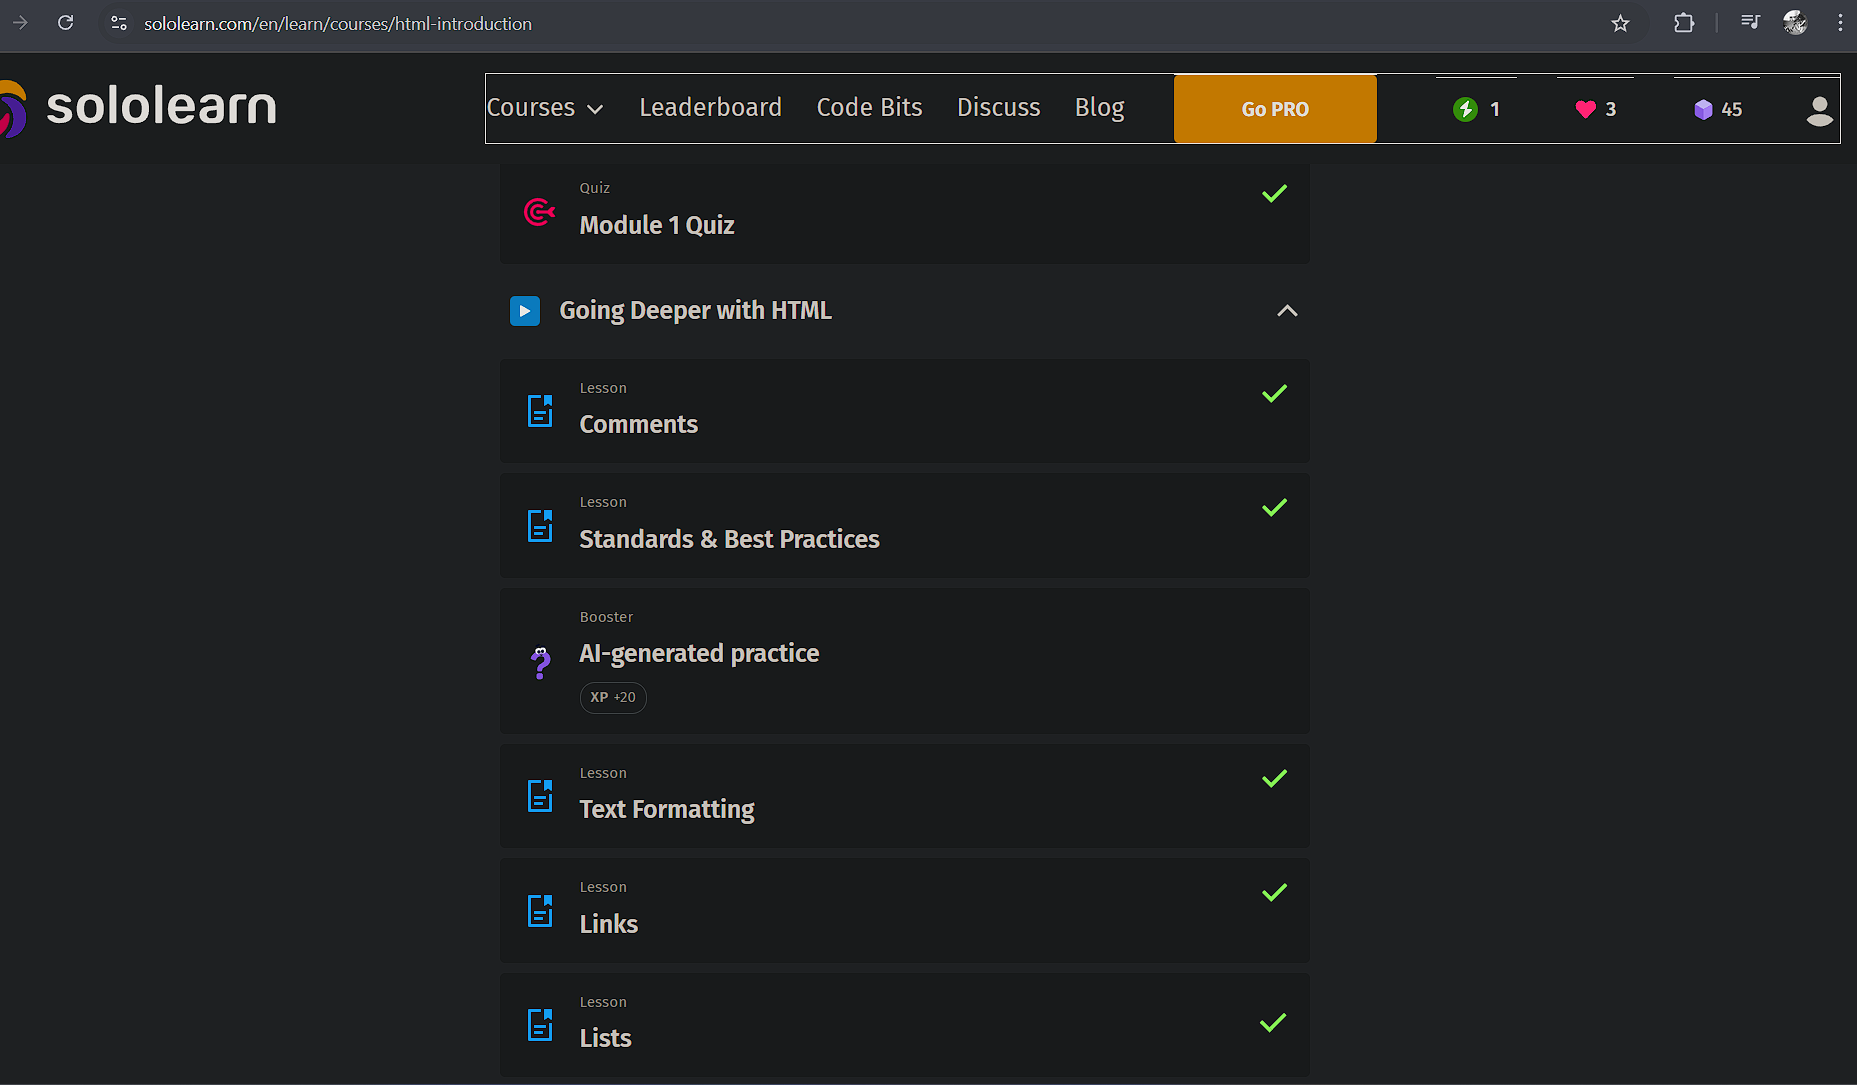 sololearn.com/en/learn/courses/html-introduction
sololearn Courses Leaderboard Code Bits Discuss Blog Go PRO 1 3 45
Quiz
Module 1 Quiz
Going Deeper with HTML
Lesson
Comments
Lesson
Standards & Best Practices
Booster
AI-generated practice
XP +20
Lesson
Text Formatting
Lesson
Links
Lesson
Lists